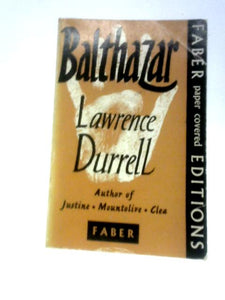 Balthazar
Lawrence
Durrell
Author of
Justine • Mountolive • Clea
FABER
FABER paper covered EDITIONS